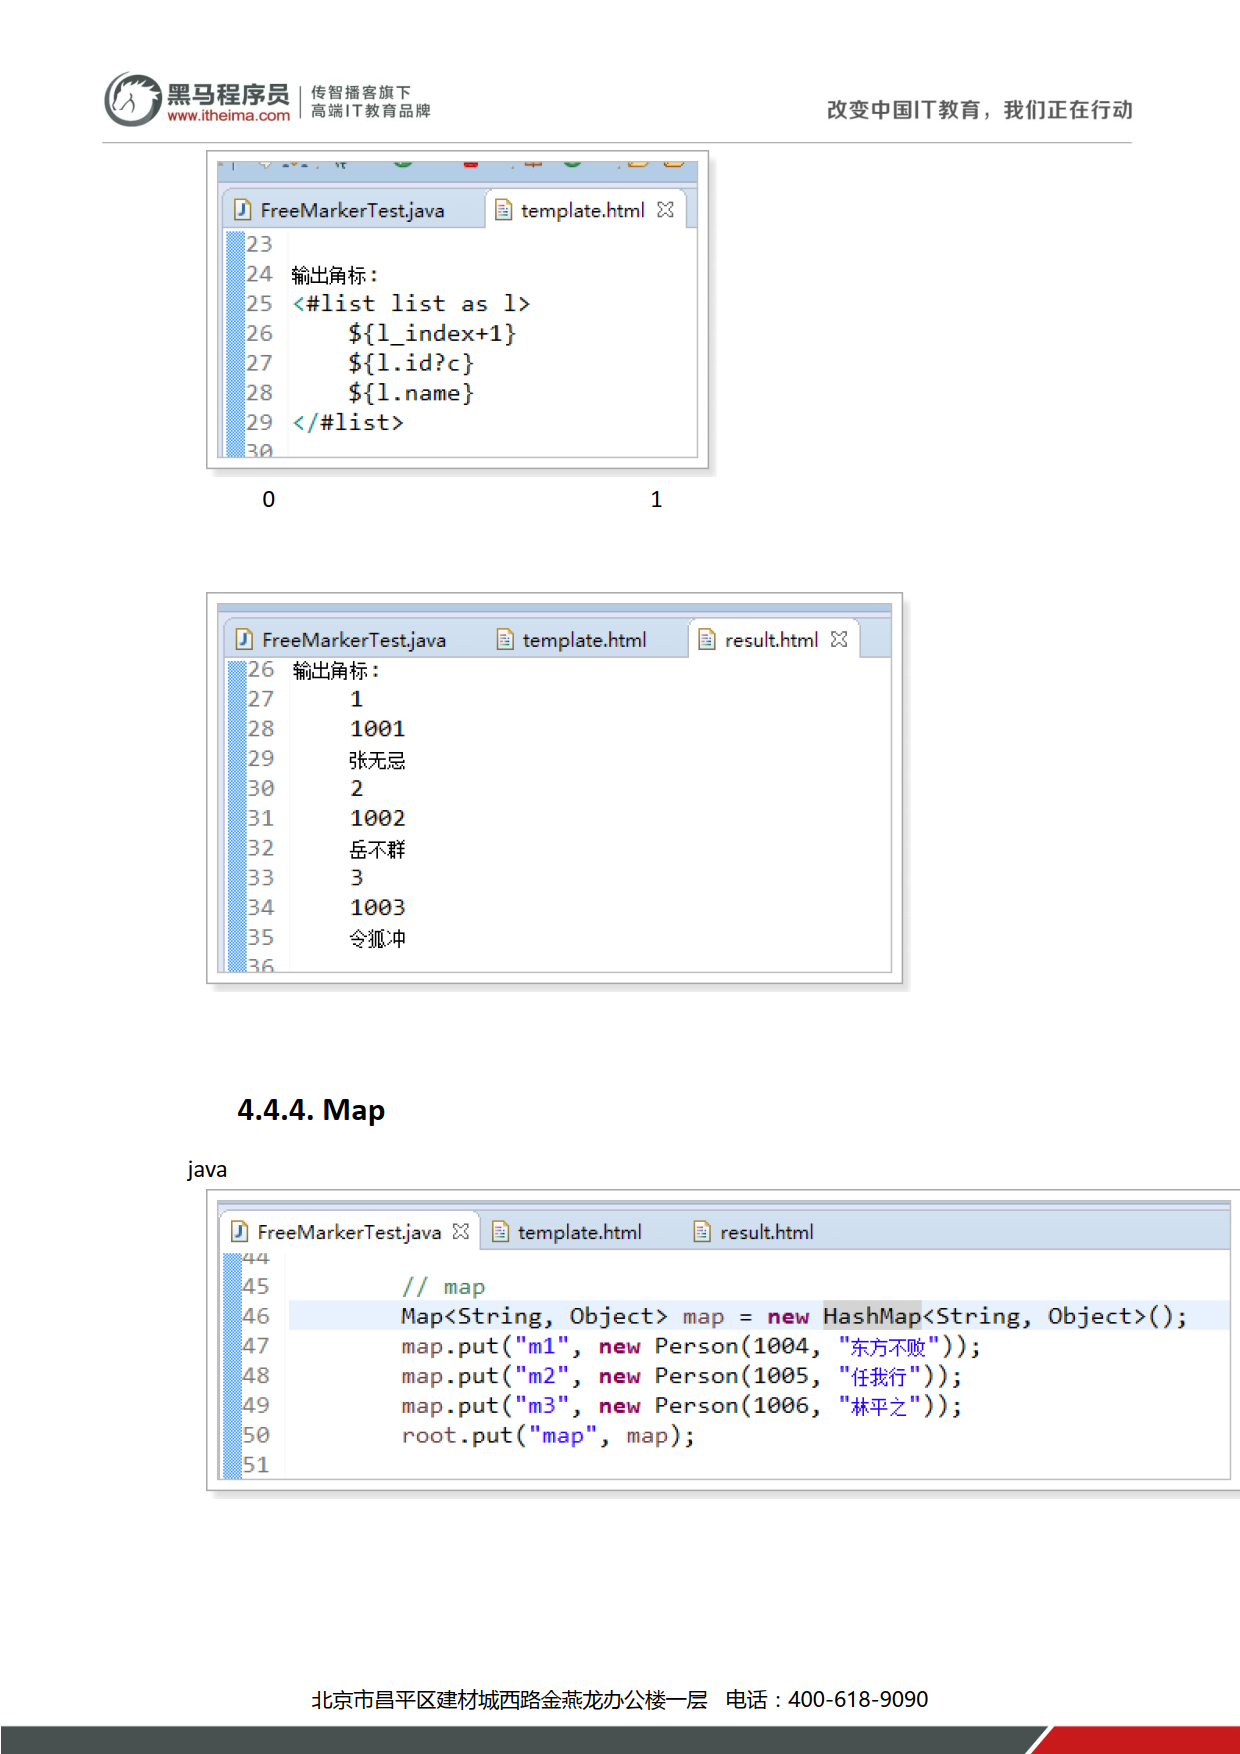 黑马程序员
www.itheima.com
传智播客旗下
高端IT教育品牌
改变中国IT教育，我们正在行动
FreeMarkerTest.java template.html
23
24 输出角标：
25 <#list list as l>
26 ${l_index+1}
27 ${l.id?c}
28 ${l.name}
29 </#list>
30
0 1
FreeMarkerTest.java template.html result.html
26 输出角标：
27 1
28 1001
29 张无忌
30 2
31 1002
32 岳不群
33 3
34 1003
35 令狐冲
36
4.4.4. Map
java
FreeMarkerTest.java template.html result.html
44
45 // map
46 Map<String, Object> map = new HashMap<String, Object>();
47 map.put("m1", new Person(1004, "东方不败"));
48 map.put("m2", new Person(1005, "任我行"));
49 map.put("m3", new Person(1006, "林平之"));
50 root.put("map", map);
51
北京市昌平区建材城西路金燕龙办公楼一层 电话：400-618-9090